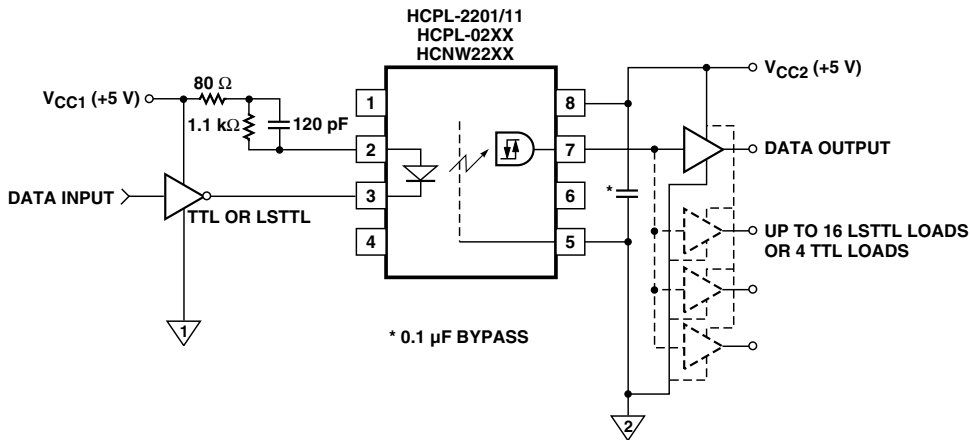 HCPL-2201/11
HCPL-02XX
HCNW22XX
80 Ω
VCC1 (+5 V)
1.1 kΩ
120 pF
1
8
VCC2 (+5 V)
2
7
DATA OUTPUT
DATA INPUT
3
6
*
TTL OR LSTTL
4
5
UP TO 16 LSTTL LOADS
OR 4 TTL LOADS
1
* 0.1 µF BYPASS
2